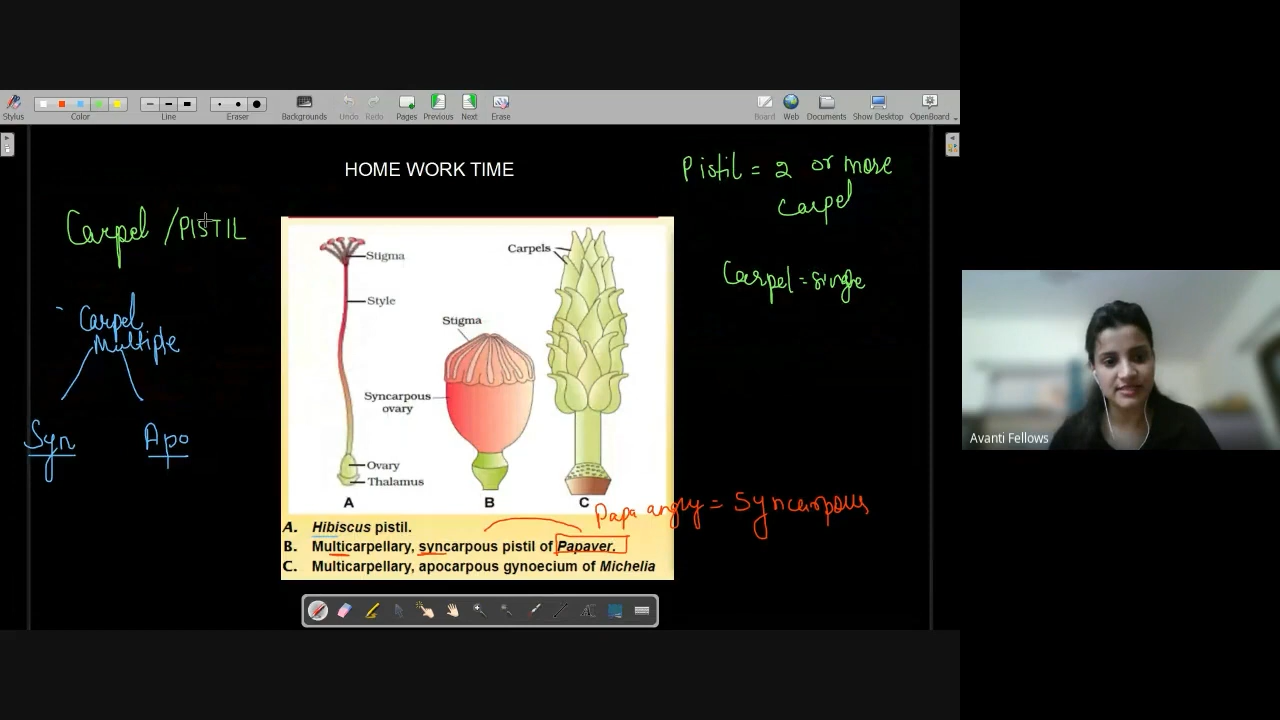 Stylus
Color
Line
Eraser
Backgrounds
Undo
Redo
Pages
Previous
Next
Erase
Board
Web
Documents
Show Desktop
OpenBoard
HOME WORK TIME
Pistil = 2 or more
carpel
Carpel = single
Carpel / PISTIL
Carpel
Multiple
Syn
Apo
Stigma
Style
Ovary
Thalamus
A
Stigma
Syncarpous
ovary
B
Carpels
C
Papa angry = Syncarpous
A. Hibiscus pistil.
B. Multicarpellary, syncarpous pistil of Papaver.
C. Multicarpellary, apocarpous gynoecium of Michelia
Avanti Fellows